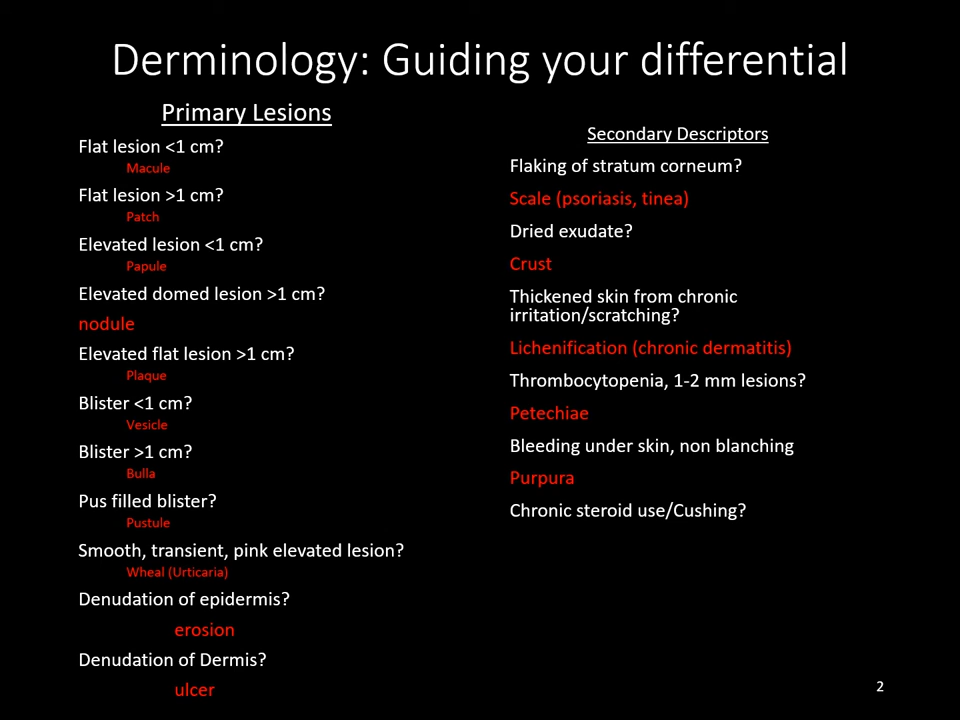 Derminology: Guiding your differential
Primary Lesions
Flat lesion <1 cm?
Macule
Flat lesion >1 cm?
Patch
Elevated lesion <1 cm?
Papule
Elevated domed lesion >1 cm?
nodule
Elevated flat lesion >1 cm?
Plaque
Blister <1 cm?
Vesicle
Blister >1 cm?
Bulla
Pus filled blister?
Pustule
Smooth, transient, pink elevated lesion?
Wheal (Urticaria)
Denudation of epidermis?
erosion
Denudation of Dermis?
ulcer
Secondary Descriptors
Flaking of stratum corneum?
Scale (psoriasis, tinea)
Dried exudate?
Crust
Thickened skin from chronic
irritation/scratching?
Lichenification (chronic dermatitis)
Thrombocytopenia, 1-2 mm lesions?
Petechiae
Bleeding under skin, non blanching
Purpura
Chronic steroid use/Cushing?
2